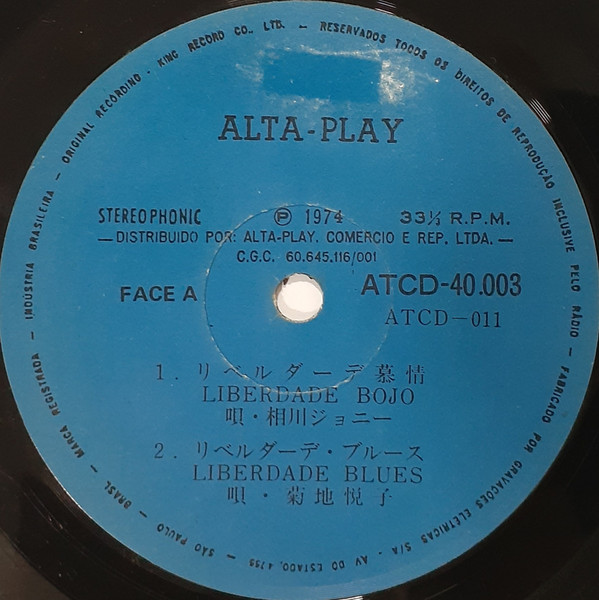 ALTA-PLAY
STEREOPHONIC Ⓟ 1974 33⅓ R.P.M.
— DISTRIBUIDO POR: ALTA-PLAY. COMERCIO E REP. LTDA. —
C.G.C. 60.645.116/001
FACE A ATCD-40.003
ATCD-011
1. リベルダーデ慕情
LIBERDADE BOJO
唄・相川ジョニー
2. リベルダーデ・ブルース
LIBERDADE BLUES
唄・菊地悦子
SÃO PAULO — BRASIL — MARCA REGISTRADA — INDÚSTRIA BRASILEIRA — ORIGINAL RECORDING - KING RECORD CO., LTD. — RESERVADOS TODOS OS DIREITOS DE REPRODUÇÃO INCLUSIVE PELO RÁDIO — FABRICADO POR GRAVAÇÕES ELETRICAS S/A - AV DO ESTADO, 4.755 —